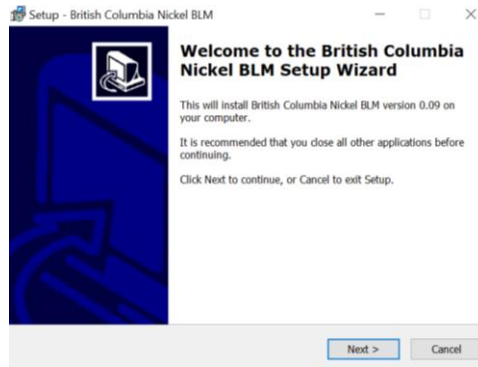 Setup - British Columbia Nickel BLM
Welcome to the British Columbia
Nickel BLM Setup Wizard
This will install British Columbia Nickel BLM version 0.09 on
your computer.
It is recommended that you close all other applications before
continuing.
Click Next to continue, or Cancel to exit Setup.
Next >
Cancel